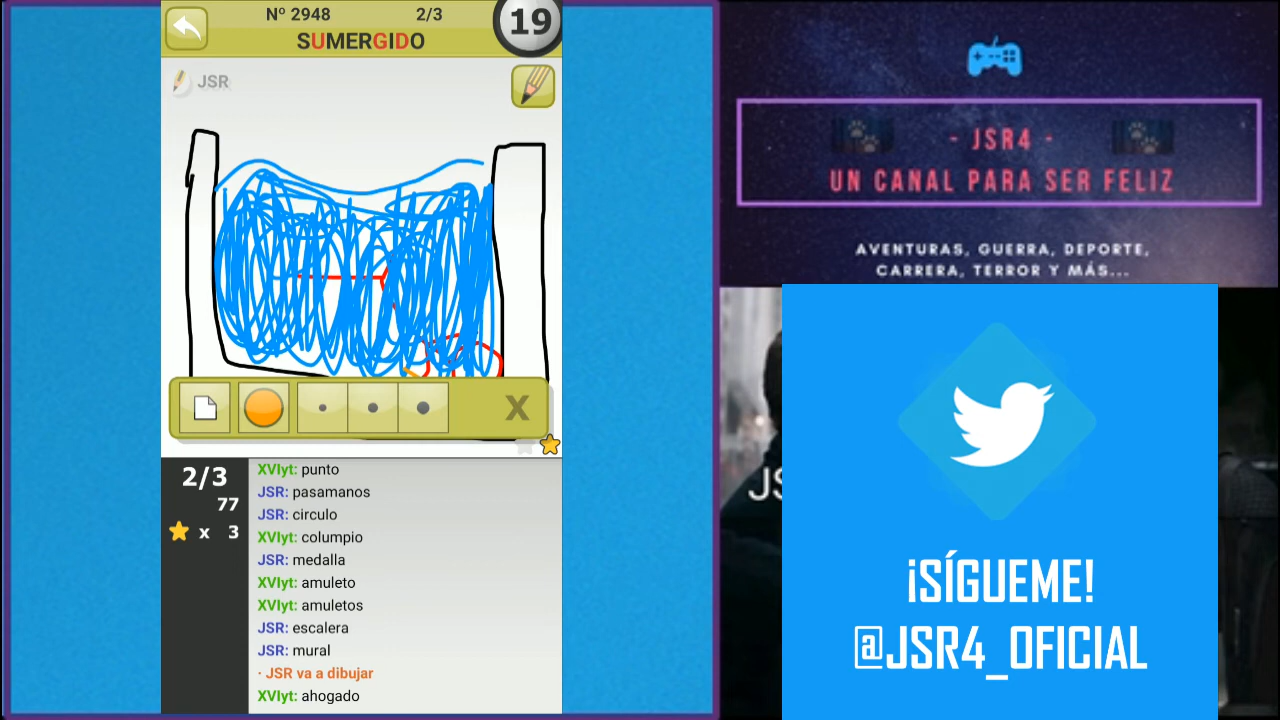 Nº 2948 2/3
SUMERGIDO
19
JSR
X
2/3
77
x 3
XVIyt: punto
JSR: pasamanos
JSR: circulo
XVIyt: columpio
JSR: medalla
XVIyt: amuleto
XVIyt: amuletos
JSR: escalera
JSR: mural
· JSR va a dibujar
XVIyt: ahogado
- JSR4 -
UN CANAL PARA SER FELIZ
AVENTURAS, GUERRA, DEPORTE,
CARRERA, TERROR Y MÁS...
JS
¡SÍGUEME!
@JSR4_OFICIAL